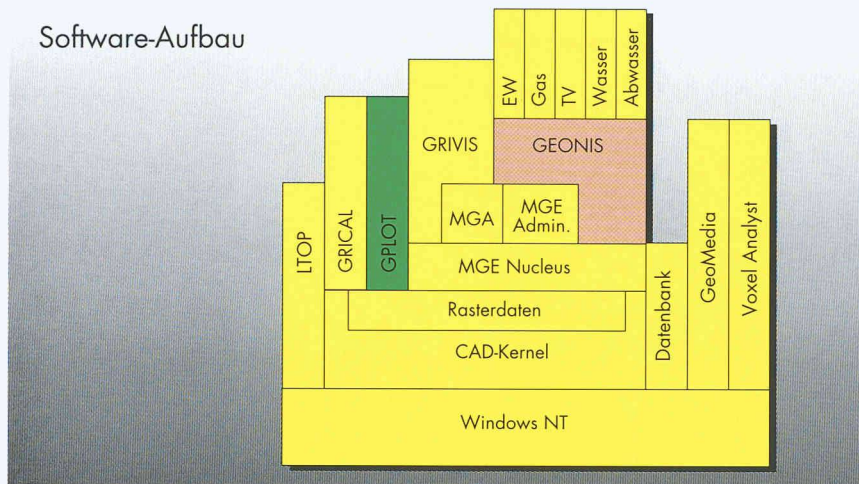 Software-Aufbau
EW
Gas
TV
Wasser
Abwasser
GRIVIS
GEONIS
MGA
MGE
Admin.
LTOP
GRICAL
GPLOT
MGE Nucleus
Rasterdaten
CAD-Kernel
Datenbank
GeoMedia
Voxel Analyst
Windows NT